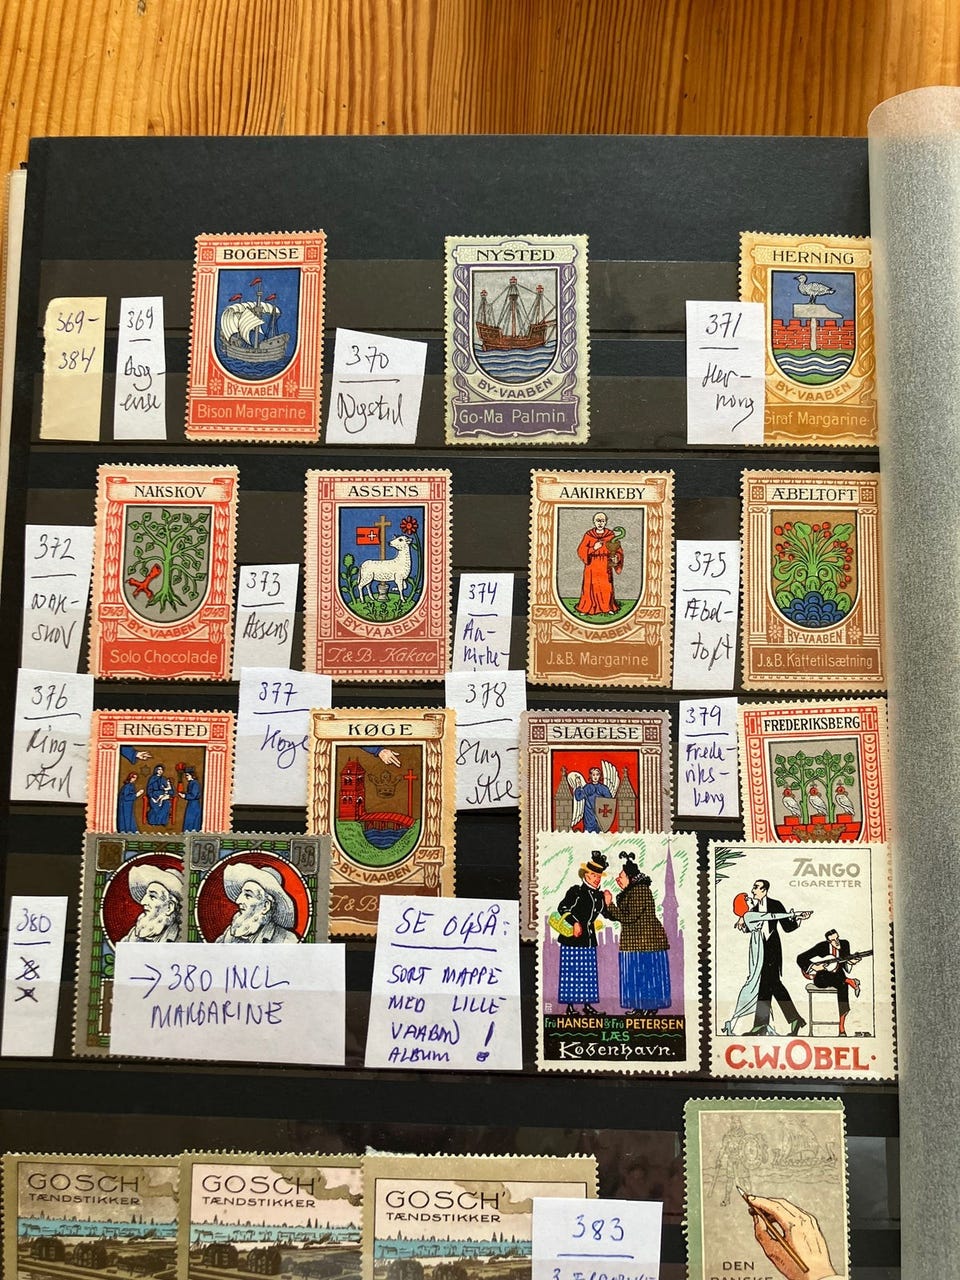 BOGENSE
BY-VAABEN
Bison Margarine
NYSTED
BY-VAABEN
Go-Ma Palmin
HERNING
BY-VAABEN
Giraf Margarine
369-
384
369
370
Nysted
371
Her-
ning
NAKSKOV
BY-VAABEN
Solo Chocolade
ASSENS
BY-VAABEN
J.&B. Kakao
AAKIRKEBY
BY-VAABEN
J.&B. Margarine
ÆBELTOFT
BY-VAABEN
J.&B. Kattetilsætning
372
Nak-
skov
373
Assens
374
Aa-
kirke-
375
Æbel-
toft
376
Ring-
sted
377
Køge
378
Slag-
else
379
Frede-
riks-
berg
RINGSTED
KØGE
BY-VAABEN
J.&B.
SLAGELSE
FREDERIKSBERG
380
J&B
→380 INCL
MARGARINE
SE OGSÅ:
SORT MAPPE
MED LILLE
VAABEN
ALBUM !
Fru HANSEN & Fru PETERSEN
LÆS
København.
TANGO
CIGARETTER
C.W.OBEL.
GOSCH'
TÆNDSTIKKER
GOSCH'
TÆNDSTIKKER
GOSCH'
TÆNDSTIKKER
383
DEN
DANSKE